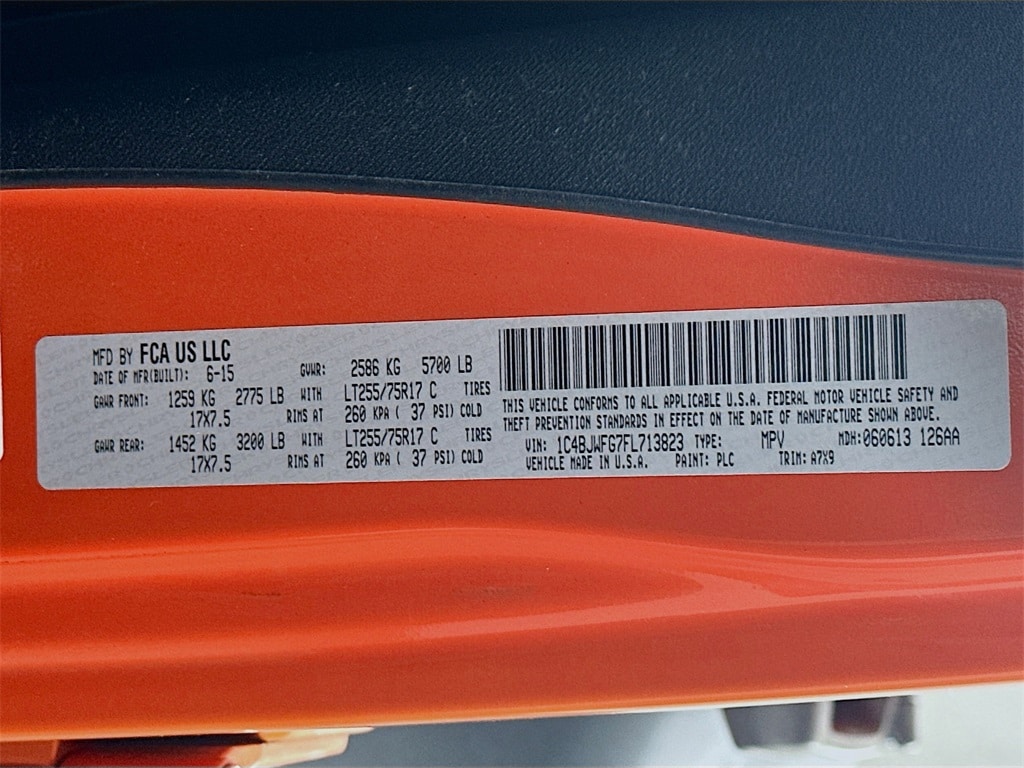 MFD BY FCA US LLC
DATE OF MFR(BUILT): 6-15 GVWR: 2586 KG 5700 LB
GAWR FRONT: 1259 KG 2775 LB WITH LT255/75R17 C TIRES
17X7.5 RIMS AT 260 KPA ( 37 PSI) COLD
GAWR REAR: 1452 KG 3200 LB WITH LT255/75R17 C TIRES
17X7.5 RIMS AT 260 KPA ( 37 PSI) COLD
THIS VEHICLE CONFORMS TO ALL APPLICABLE U.S.A. FEDERAL MOTOR VEHICLE SAFETY AND
THEFT PREVENTION STANDARDS IN EFFECT ON THE DATE OF MANUFACTURE SHOWN ABOVE.
VIN: 1C4BJWFG7FL713823 TYPE: MPV MDH: 060613 126AA
VEHICLE MADE IN U.S.A. PAINT: PLC TRIM: A7X9